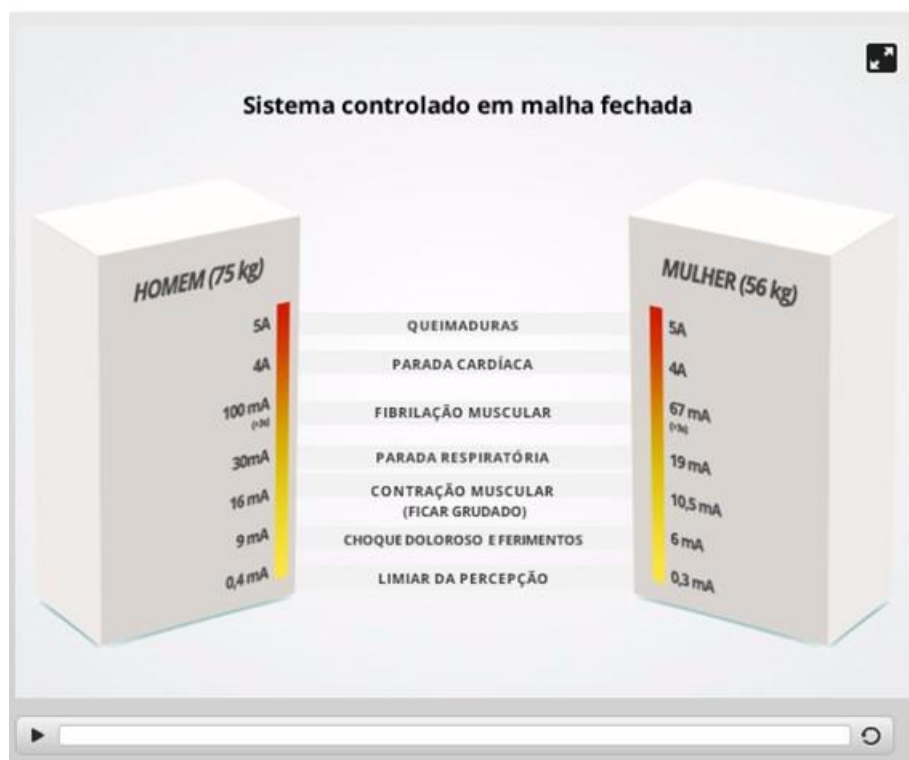 Sistema controlado em malha fechada
HOMEM (75 kg)
MULHER (56 kg)
5A QUEIMADURAS 5A
4A PARADA CARDÍACA 4A
100 mA FIBRILAÇÃO MUSCULAR 67 mA
(>3s) (>3s)
30mA PARADA RESPIRATÓRIA 19 mA
16 mA CONTRAÇÃO MUSCULAR 10,5 mA
(FICAR GRUDADO)
9 mA CHOQUE DOLOROSO E FERIMENTOS 6 mA
0,4 mA LIMIAR DA PERCEPÇÃO 0,3 mA